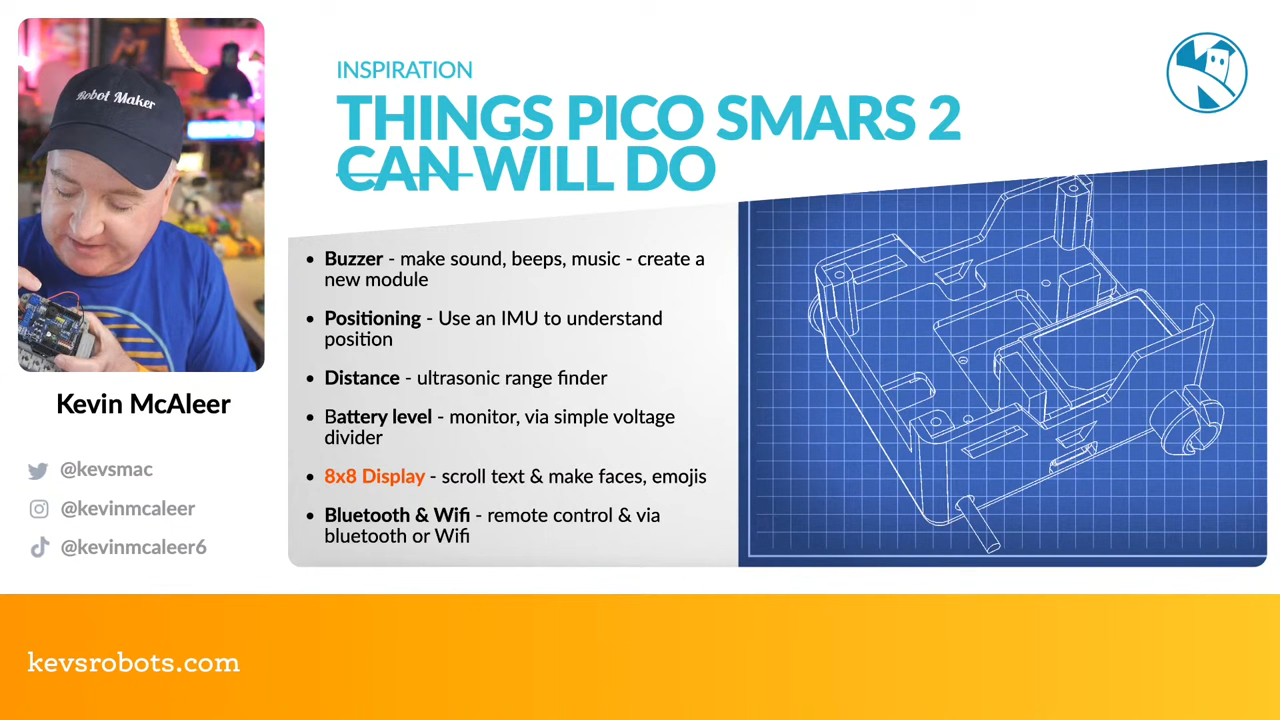 Robot Maker
Kevin McAleer
@kevsmac
@kevinmcaleer
@kevinmcaleer6
INSPIRATION
THINGS PICO SMARS 2
CAN WILL DO
• Buzzer - make sound, beeps, music - create a
new module
• Positioning - Use an IMU to understand
position
• Distance - ultrasonic range finder
• Battery level - monitor, via simple voltage
divider
• 8x8 Display - scroll text & make faces, emojis
• Bluetooth & Wifi - remote control & via
bluetooth or Wifi
kevsrobots.com